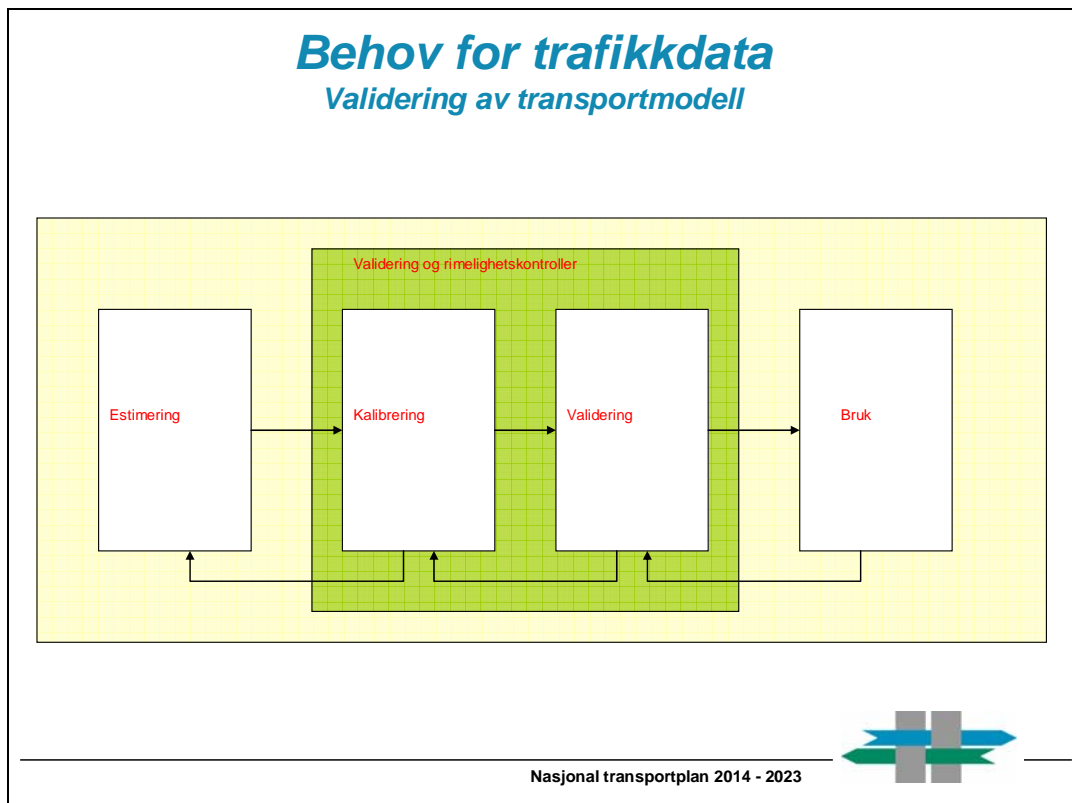 Behov for trafikkdata
Validering av transportmodell
Validering og rimelighetskontroller
Estimering
Kalibrering
Validering
Bruk
Nasjonal transportplan 2014 - 2023